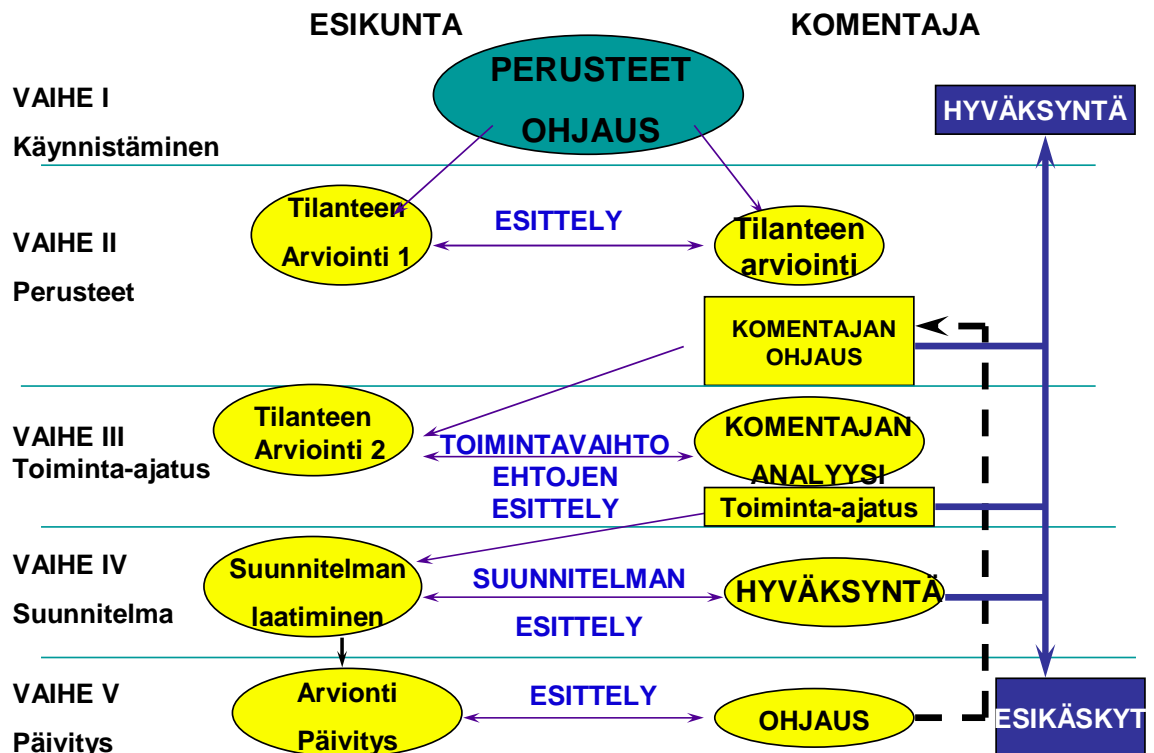 ESIKUNTA
KOMENTAJA
PERUSTEET
OHJAUS
VAIHE I
Käynnistäminen
HYVÄKSYNTÄ
VAIHE II
Perusteet
Tilanteen
Arviointi 1
ESITTELY
Tilanteen
arviointi
KOMENTAJAN
OHJAUS
VAIHE III
Toiminta-ajatus
Tilanteen
Arviointi 2
TOIMINTAVAIHTO
EHTOJEN
ESITTELY
KOMENTAJAN
ANALYYSI
Toiminta-ajatus
VAIHE IV
Suunnitelma
Suunnitelman
laatiminen
SUUNNITELMAN
ESITTELY
HYVÄKSYNTÄ
VAIHE V
Päivitys
Arvionti
Päivitys
ESITTELY
OHJAUS
ESIKÄSKYT